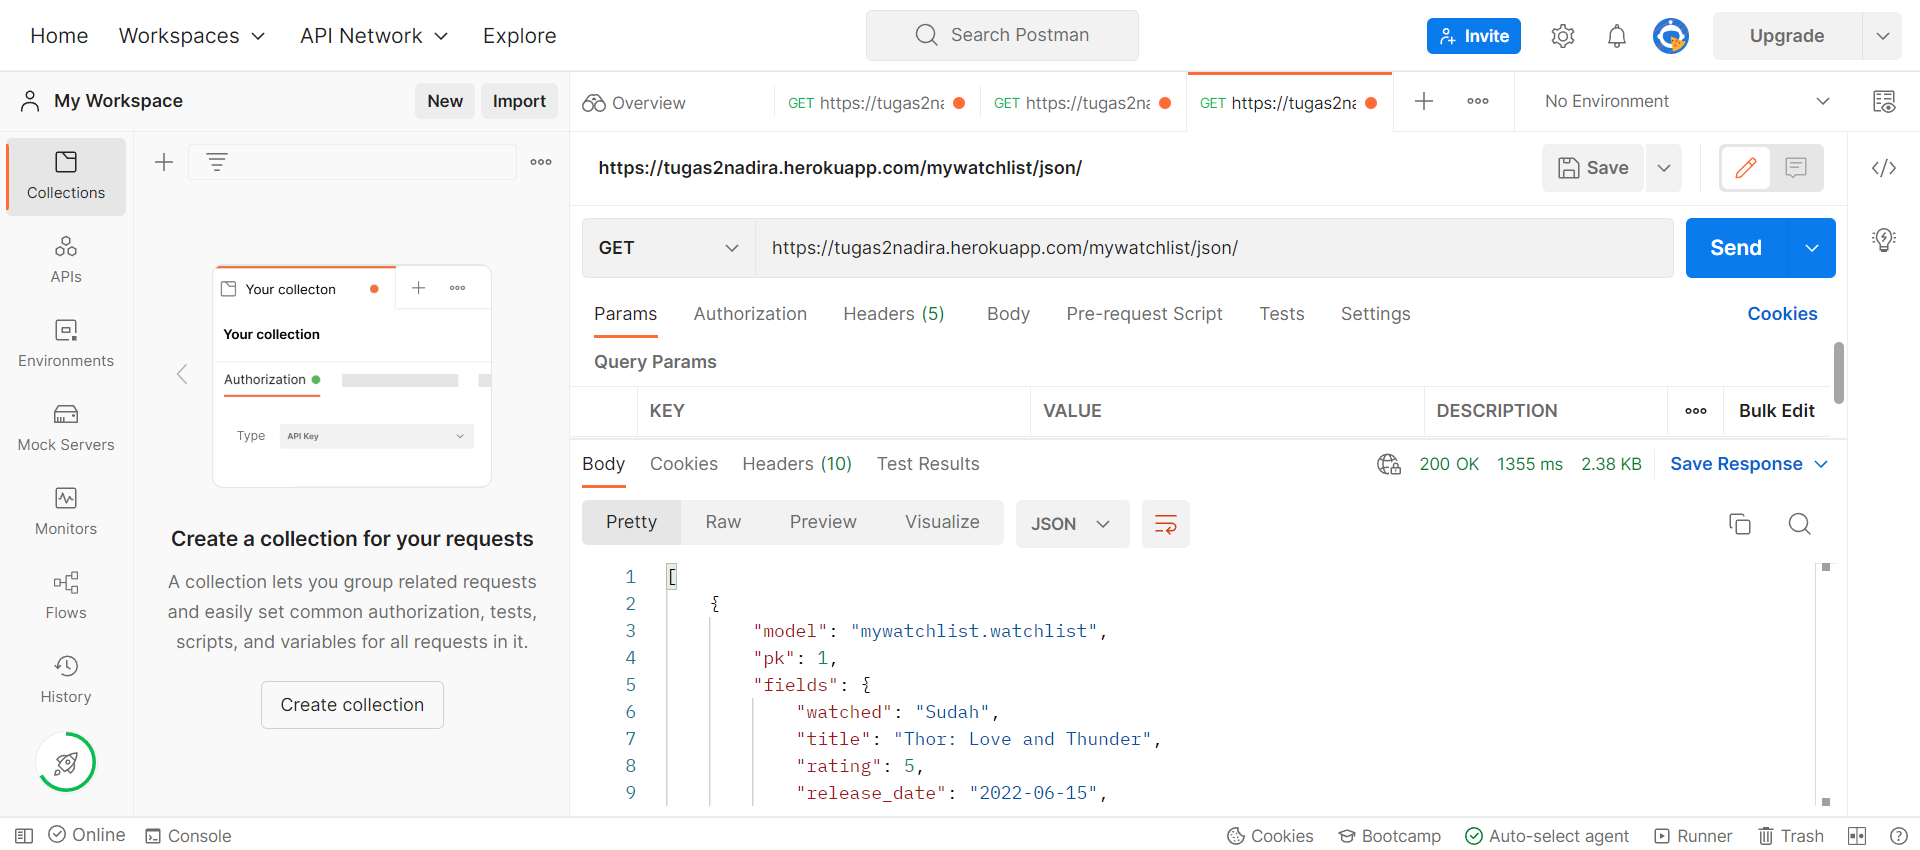 Home Workspaces API Network Explore Search Postman Invite Upgrade
My Workspace New Import
Overview GET https://tugas2na GET https://tugas2na GET https://tugas2na No Environment
Collections
APIs
Environments
Mock Servers
Monitors
Flows
History
Your collecton
Your collection
Authorization
Type API Key
Create a collection for your requests
A collection lets you group related requests
and easily set common authorization, tests,
scripts, and variables for all requests in it.
Create collection
https://tugas2nadira.herokuapp.com/mywatchlist/json/ Save
GET https://tugas2nadira.herokuapp.com/mywatchlist/json/ Send
Params Authorization Headers (5) Body Pre-request Script Tests Settings Cookies
Query Params
KEY VALUE DESCRIPTION Bulk Edit
Body Cookies Headers (10) Test Results 200 OK 1355 ms 2.38 KB Save Response
Pretty Raw Preview Visualize JSON
1 [
2 {
3 "model": "mywatchlist.watchlist",
4 "pk": 1,
5 "fields": {
6 "watched": "Sudah",
7 "title": "Thor: Love and Thunder",
8 "rating": 5,
9 "release_date": "2022-06-15",
Online Console Cookies Bootcamp Auto-select agent Runner Trash